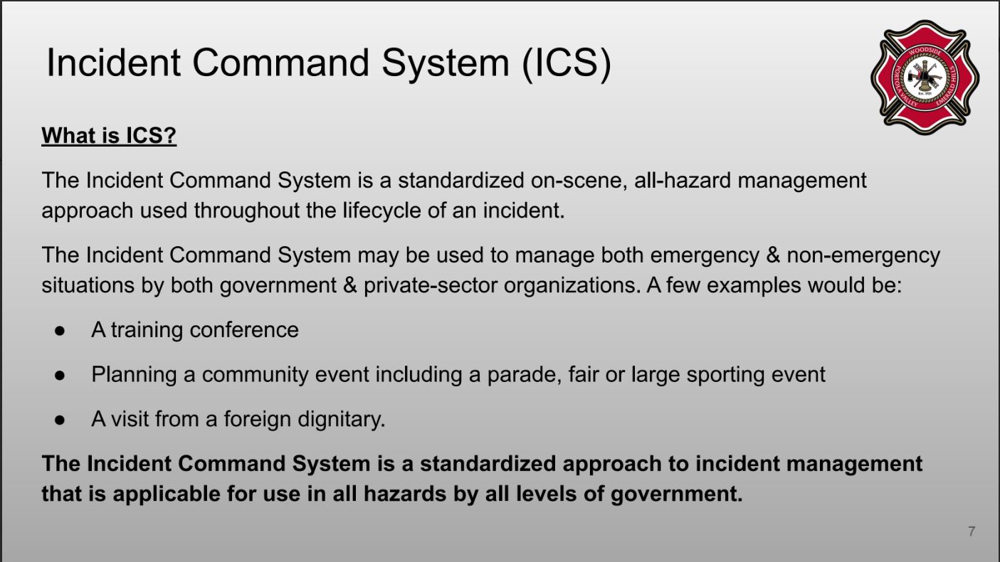 Incident Command System (ICS)
WOODSIDE
PORTOLA VALLEY
EMERALD HILLS
Est. 1925
What is ICS?
The Incident Command System is a standardized on-scene, all-hazard management
approach used throughout the lifecycle of an incident.
The Incident Command System may be used to manage both emergency & non-emergency
situations by both government & private-sector organizations. A few examples would be:
● A training conference
● Planning a community event including a parade, fair or large sporting event
● A visit from a foreign dignitary.
The Incident Command System is a standardized approach to incident management
that is applicable for use in all hazards by all levels of government.
7